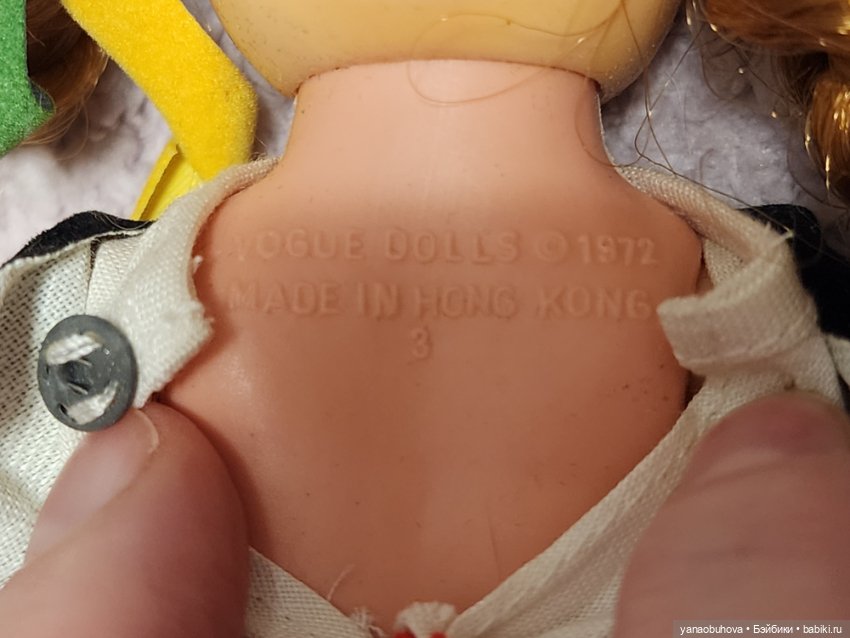 VOGUE DOLLS © 1972
MADE IN HONG KONG
3
yanaobuhova • Бэйбики • babiki.ru